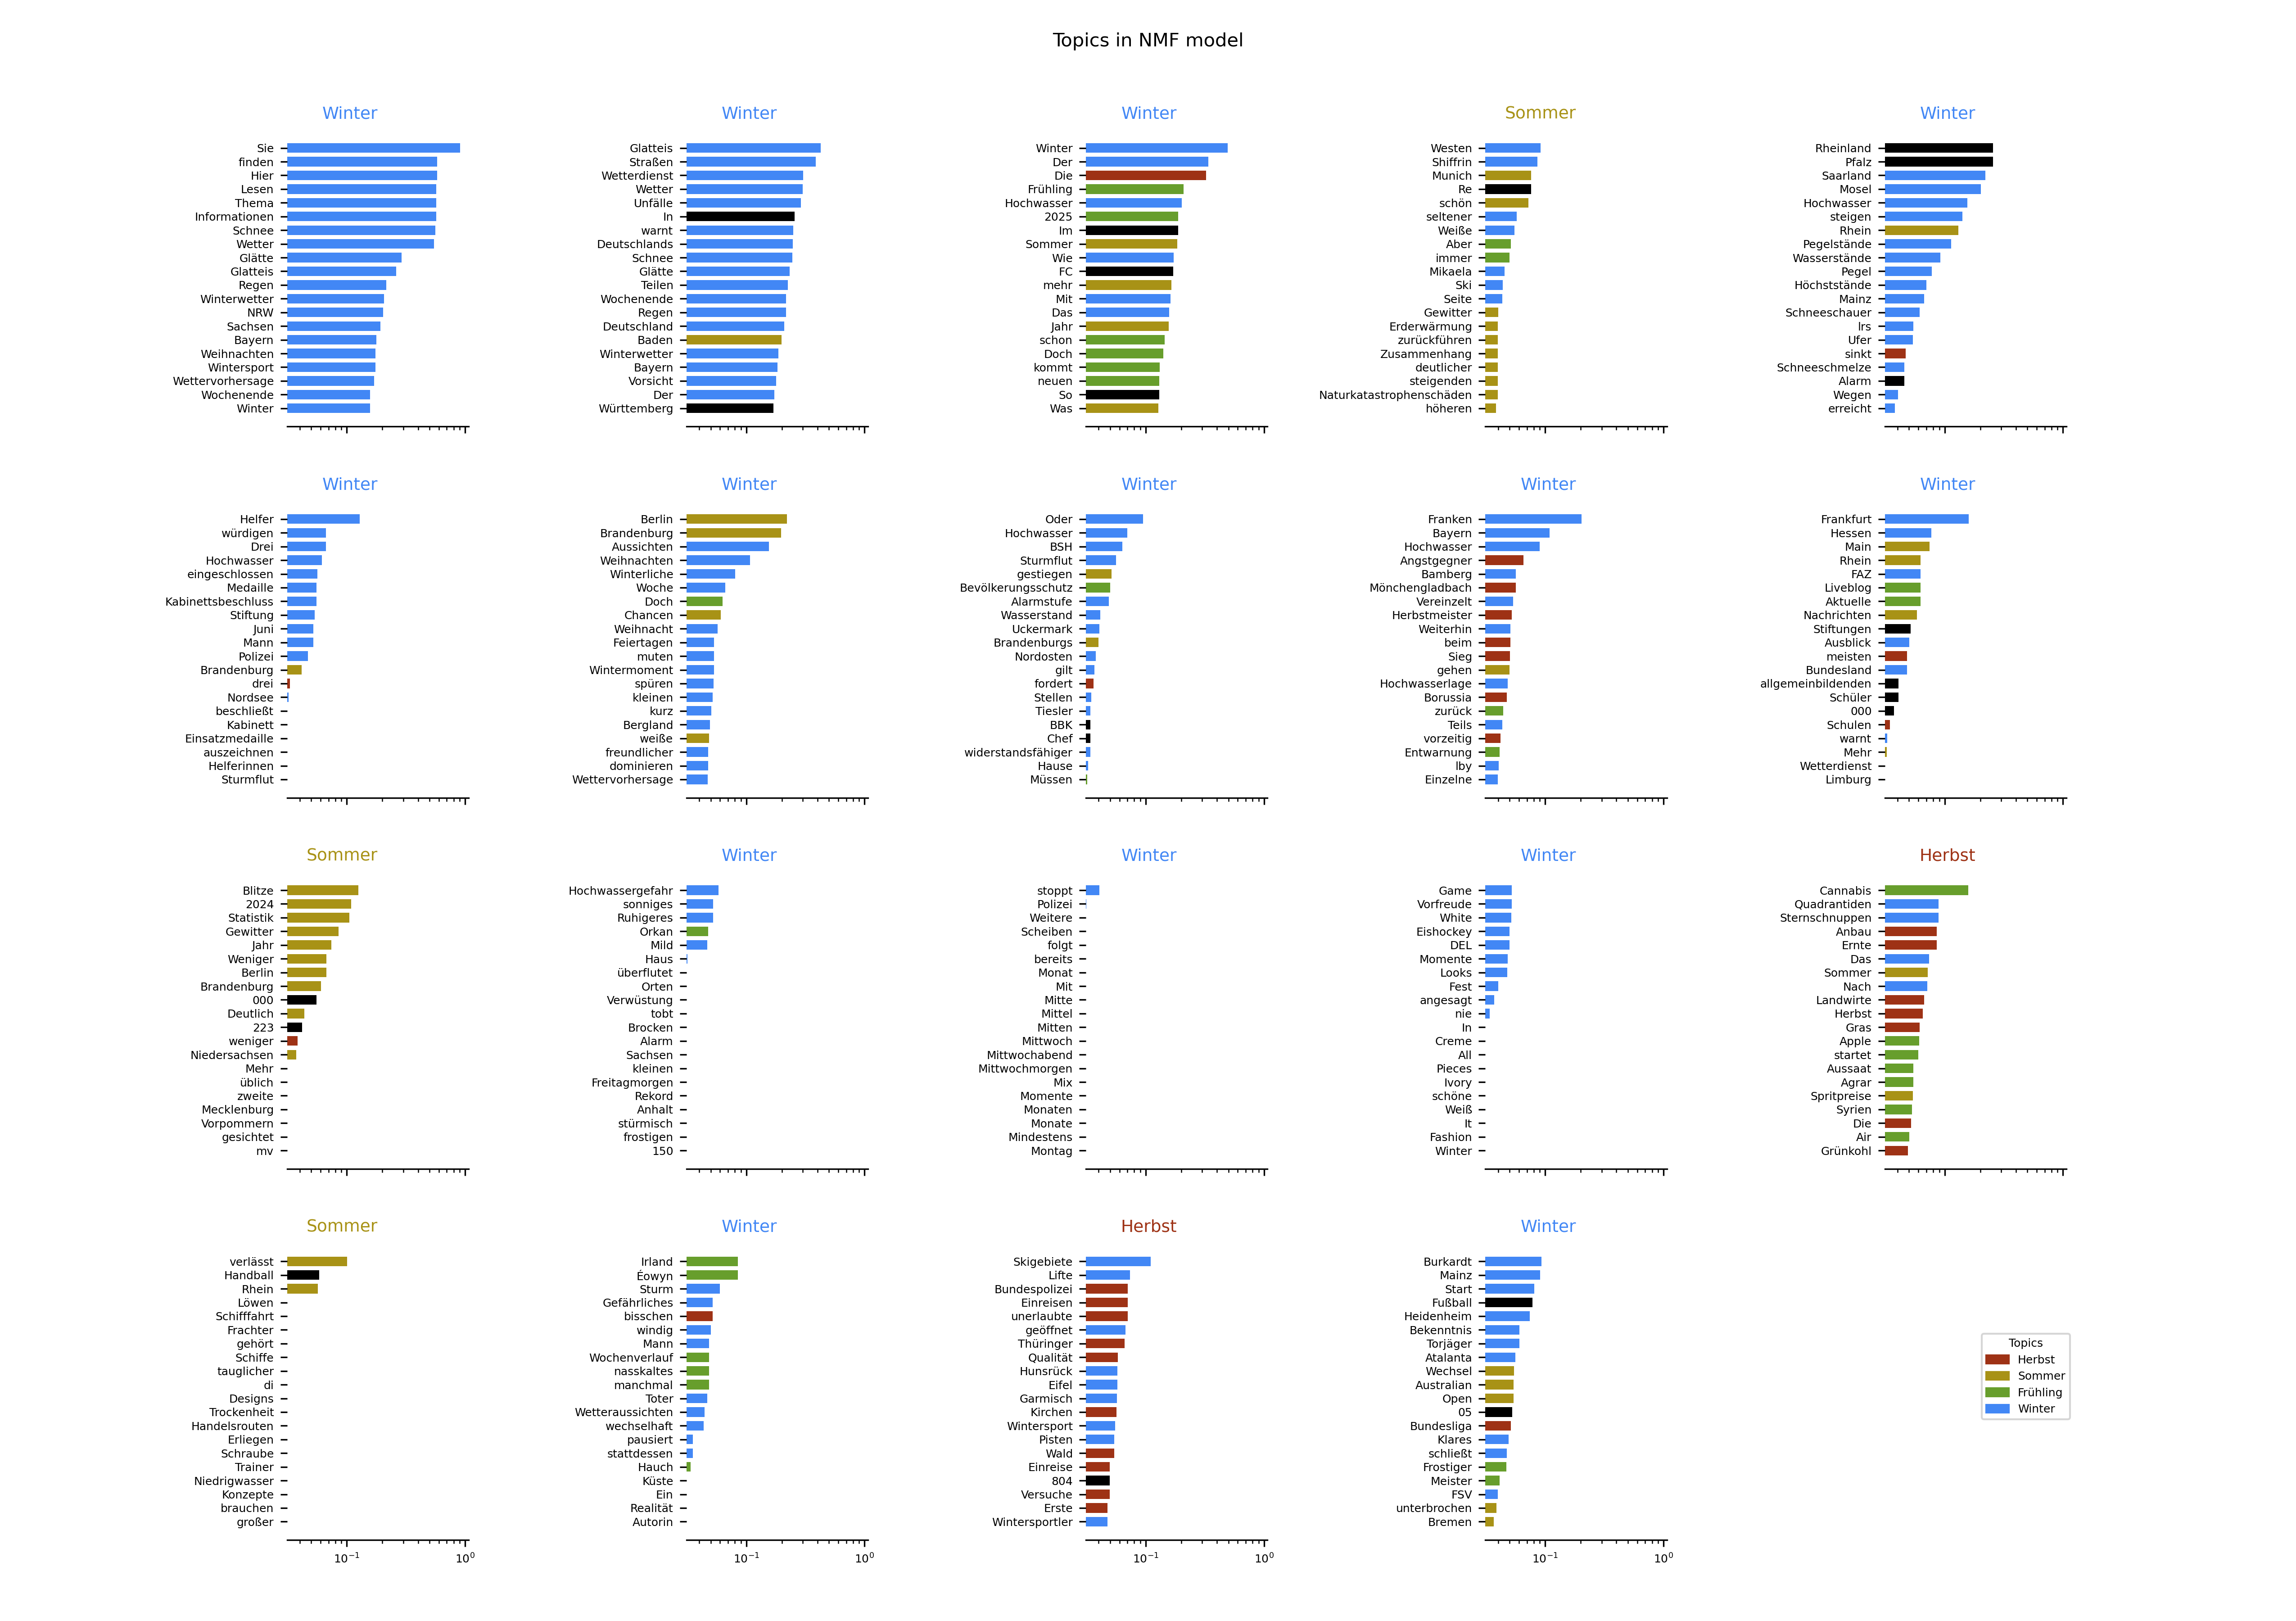 Topics in NMF model
Winter
Sie
finden
Hier
Lesen
Thema
Informationen
Schnee
Wetter
Glätte
Glatteis
Regen
Winterwetter
NRW
Sachsen
Bayern
Weihnachten
Wintersport
Wettervorhersage
Wochenende
Winter
Winter
Glatteis
Straßen
Wetterdienst
Wetter
Unfälle
In
warnt
Deutschlands
Schnee
Glätte
Teilen
Wochenende
Regen
Deutschland
Baden
Winterwetter
Bayern
Vorsicht
Der
Württemberg
Winter
Winter
Der
Die
Frühling
Hochwasser
2025
Im
Sommer
Wie
FC
mehr
Mit
Das
Jahr
schon
Doch
kommt
neuen
So
Was
Sommer
Westen
Shiffrin
Munich
Re
schön
seltener
Weiße
Aber
immer
Mikaela
Ski
Seite
Gewitter
Erderwärmung
zurückführen
Zusammenhang
deutlicher
steigenden
Naturkatastrophenschäden
höheren
Winter
Rheinland
Pfalz
Saarland
Mosel
Hochwasser
steigen
Rhein
Pegelstände
Wasserstände
Pegel
Höchststände
Mainz
Schneeschauer
Irs
Ufer
sinkt
Schneeschmelze
Alarm
Wegen
erreicht
Winter
Helfer
würdigen
Drei
Hochwasser
eingeschlossen
Medaille
Kabinettsbeschluss
Stiftung
Juni
Mann
Polizei
Brandenburg
drei
Nordsee
beschließt
Kabinett
Einsatzmedaille
auszeichnen
Helferinnen
Sturmflut
Winter
Berlin
Brandenburg
Aussichten
Weihnachten
Winterliche
Woche
Doch
Chancen
Weihnacht
Feiertagen
muten
Wintermoment
spüren
kleinen
kurz
Bergland
weiße
freundlicher
dominieren
Wettervorhersage
Winter
Oder
Hochwasser
BSH
Sturmflut
gestiegen
Bevölkerungsschutz
Alarmstufe
Wasserstand
Uckermark
Brandenburgs
Nordosten
gilt
fordert
Stellen
Tiesler
BBK
Chef
widerstandsfähiger
Hause
Müssen
Winter
Franken
Bayern
Hochwasser
Angstgegner
Bamberg
Mönchengladbach
Vereinzelt
Herbstmeister
Weiterhin
beim
Sieg
gehen
Hochwasserlage
Borussia
zurück
Teils
vorzeitig
Entwarnung
Iby
Einzelne
Winter
Frankfurt
Hessen
Main
Rhein
FAZ
Liveblog
Aktuelle
Nachrichten
Stiftungen
Ausblick
meisten
Bundesland
allgemeinbildenden
Schüler
000
Schulen
warnt
Mehr
Wetterdienst
Limburg
Sommer
Blitze
2024
Statistik
Gewitter
Jahr
Weniger
Berlin
Brandenburg
000
Deutlich
223
weniger
Niedersachsen
Mehr
üblich
zweite
Mecklenburg
Vorpommern
gesichtet
mv
Winter
Hochwassergefahr
sonniges
Ruhigeres
Orkan
Mild
Haus
überflutet
Orten
Verwüstung
tobt
Brocken
Alarm
Sachsen
kleinen
Freitagmorgen
Rekord
Anhalt
stürmisch
frostigen
150
Winter
stoppt
Polizei
Weitere
Scheiben
folgt
bereits
Monat
Mit
Mitte
Mittel
Mitten
Mittwoch
Mittwochabend
Mittwochmorgen
Mix
Momente
Monaten
Monate
Mindestens
Montag
Winter
Game
Vorfreude
White
Eishockey
DEL
Momente
Looks
Fest
angesagt
nie
In
Creme
All
Pieces
Ivory
schöne
Weiß
It
Fashion
Winter
Herbst
Cannabis
Quadrantiden
Sternschnuppen
Anbau
Ernte
Das
Sommer
Nach
Landwirte
Herbst
Gras
Apple
startet
Aussaat
Agrar
Spritpreise
Syrien
Die
Air
Grünkohl
Sommer
verlässt
Handball
Rhein
Löwen
Schifffahrt
Frachter
gehört
Schiffe
tauglicher
di
Designs
Trockenheit
Handelsrouten
Erliegen
Schraube
Trainer
Niedrigwasser
Konzepte
brauchen
großer
10⁻¹ 10⁰
Winter
Irland
Éowyn
Sturm
Gefährliches
bisschen
windig
Mann
Wochenverlauf
nasskaltes
manchmal
Toter
Wetteraussichten
wechselhaft
pausiert
stattdessen
Hauch
Küste
Ein
Realität
Autorin
10⁻¹ 10⁰
Herbst
Skigebiete
Lifte
Bundespolizei
Einreisen
unerlaubte
geöffnet
Thüringer
Qualität
Hunsrück
Eifel
Garmisch
Kirchen
Wintersport
Pisten
Wald
Einreise
804
Versuche
Erste
Wintersportler
10⁻¹ 10⁰
Winter
Burkardt
Mainz
Start
Fußball
Heidenheim
Bekenntnis
Torjäger
Atalanta
Wechsel
Australian
Open
05
Bundesliga
Klares
schließt
Frostiger
Meister
FSV
unterbrochen
Bremen
10⁻¹ 10⁰
Topics
Herbst
Sommer
Frühling
Winter